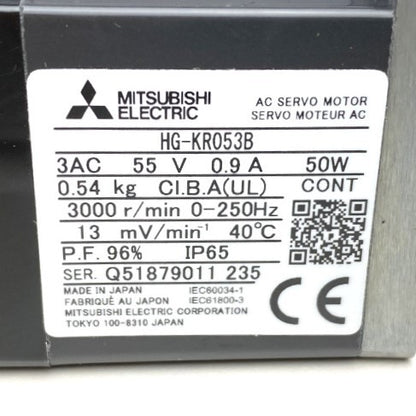 MITSUBISHI
ELECTRIC
AC SERVO MOTOR
SERVO MOTEUR AC
HG-KR053B
3AC 55 V 0.9 A 50W
0.54 kg CI.B.A(UL) CONT
3000 r/min 0-250Hz
13 mV/min⁻¹ 40℃
P.F. 96% IP65
SER. Q51879011 235
MADE IN JAPAN IEC60034-1
FABRIQUÉ AU JAPON IEC61800-3
MITSUBISHI ELECTRIC CORPORATION
TOKYO 100-8310 JAPAN
CE